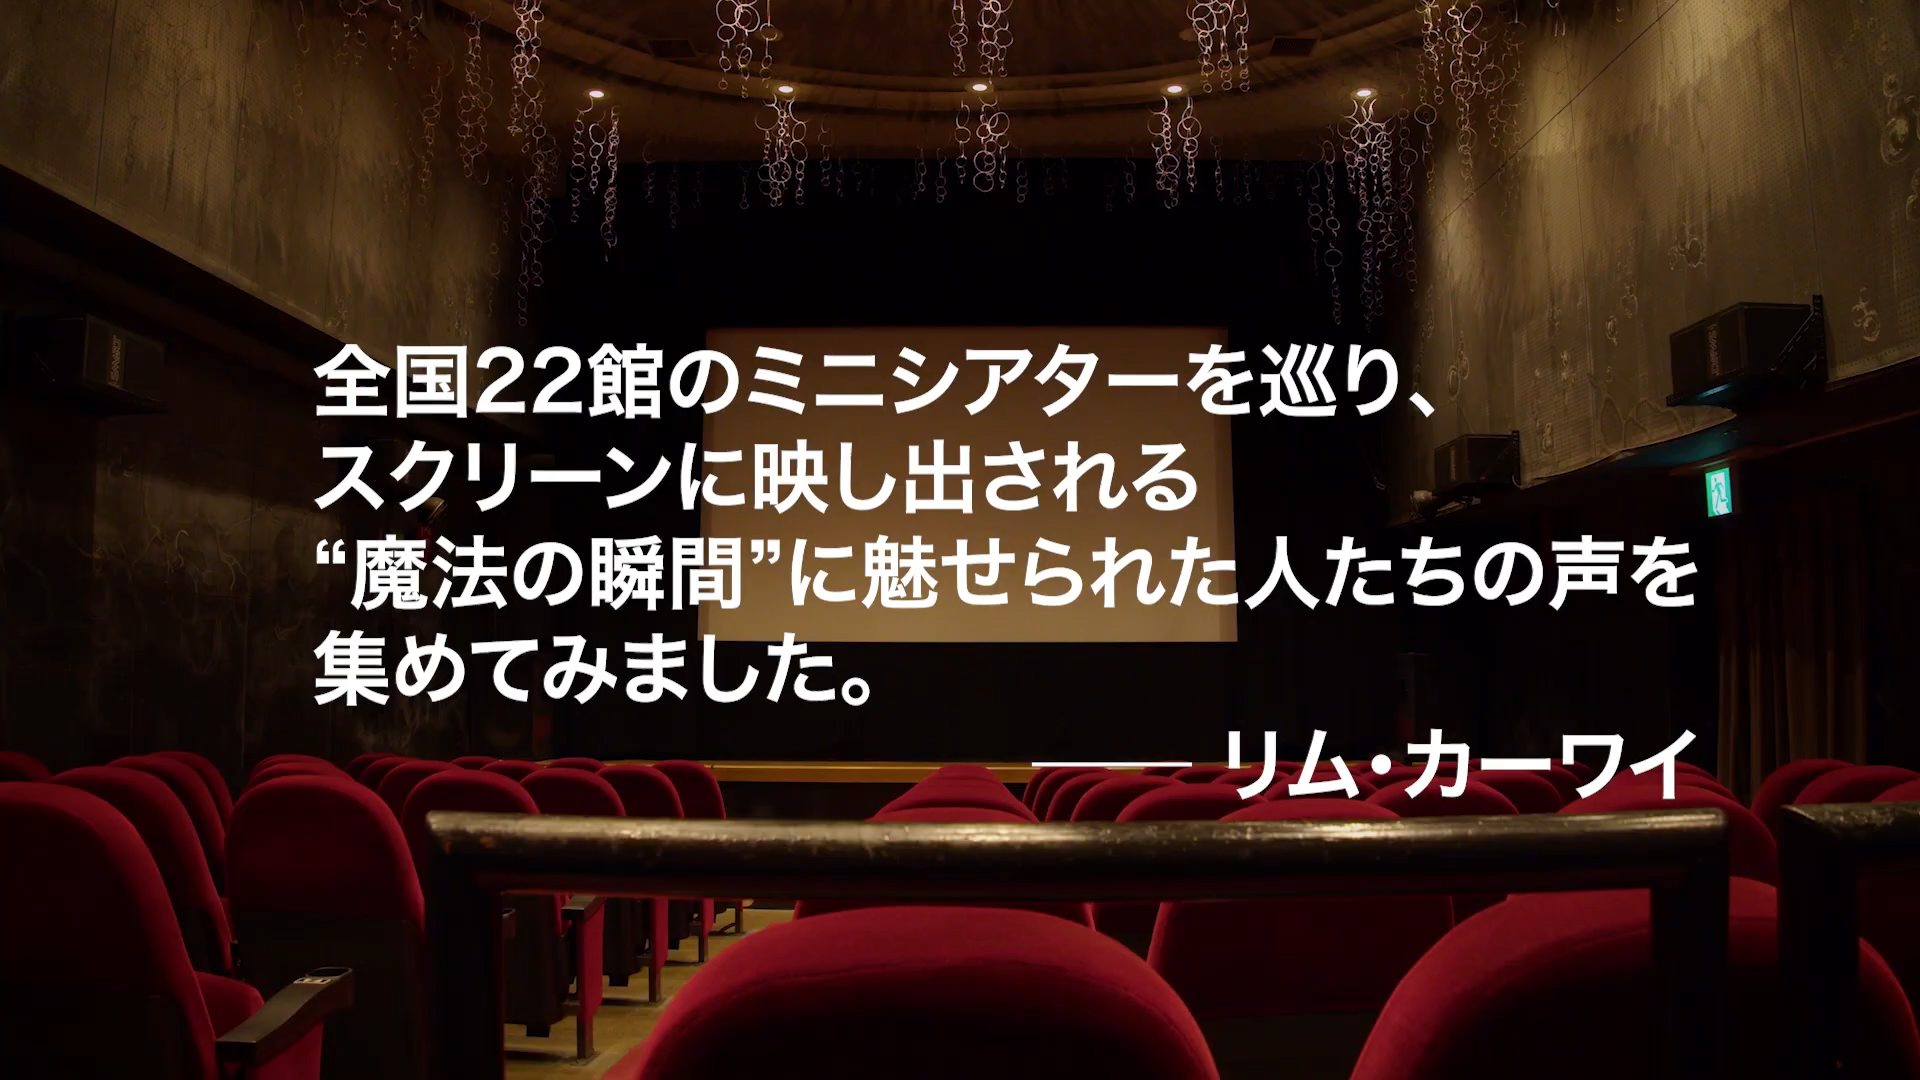 全国22館のミニシアターを巡り、
スクリーンに映し出される
“魔法の瞬間”に魅せられた人たちの声を
集めてみました。
—— リム・カーワイ